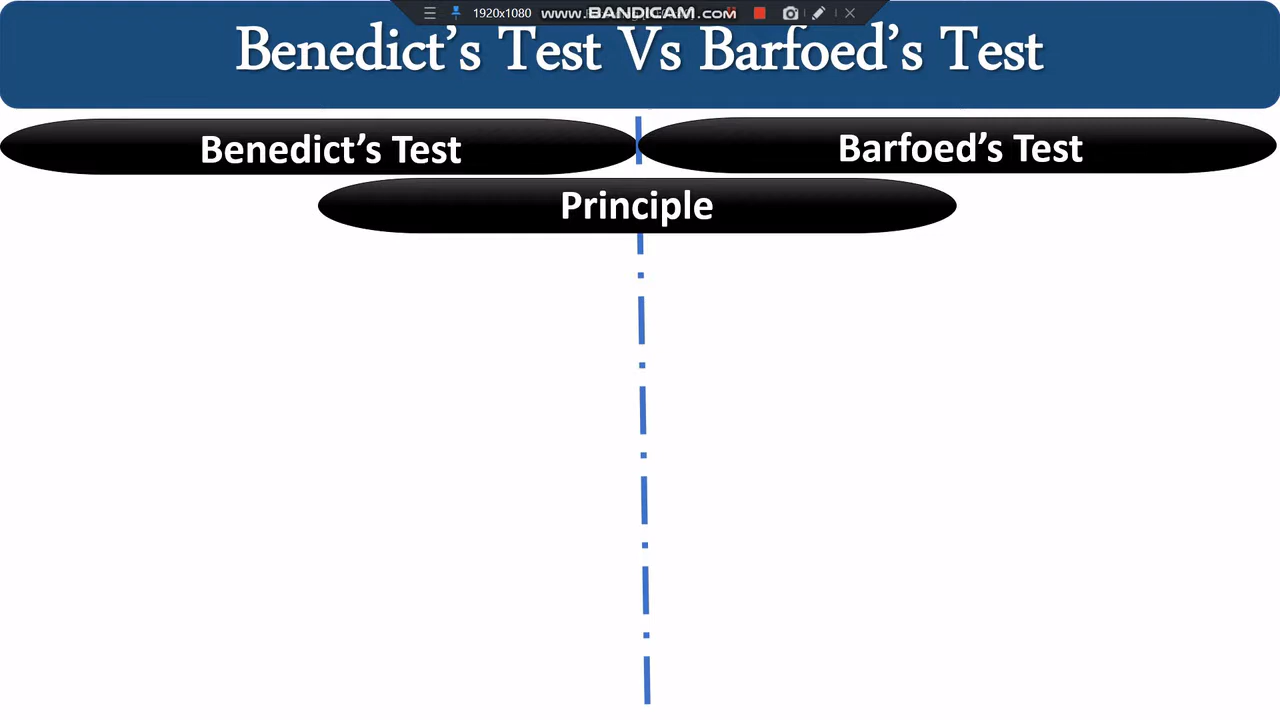 1920x1080 www.BANDICAM.com
Benedict’s Test Vs Barfoed’s Test
Benedict’s Test
Barfoed’s Test
Principle